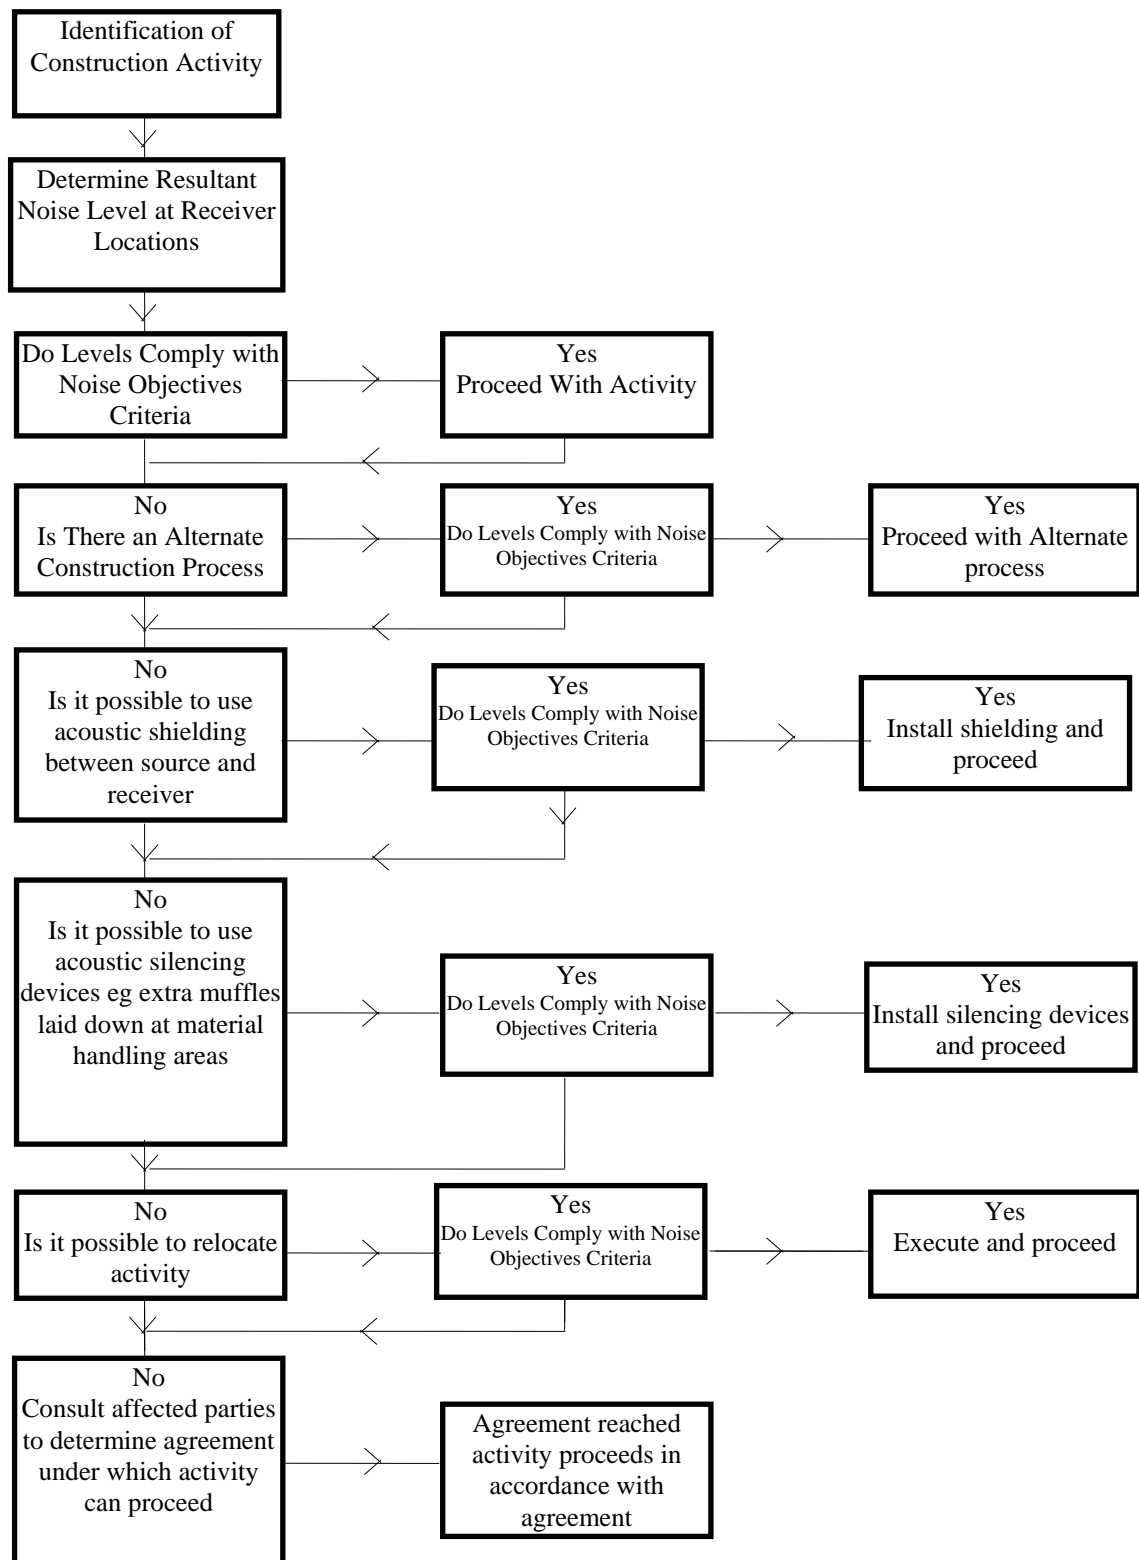 Identification of
Construction Activity
Determine Resultant
Noise Level at Receiver
Locations
Do Levels Comply with
Noise Objectives
Criteria
Yes
Proceed With Activity
No
Is There an Alternate
Construction Process
Yes
Do Levels Comply with Noise
Objectives Criteria
Yes
Proceed with Alternate
process
No
Is it possible to use
acoustic shielding
between source and
receiver
Yes
Do Levels Comply with Noise
Objectives Criteria
Yes
Install shielding and
proceed
No
Is it possible to use
acoustic silencing
devices eg extra muffles
laid down at material
handling areas
Yes
Do Levels Comply with Noise
Objectives Criteria
Yes
Install silencing devices
and proceed
No
Is it possible to relocate
activity
Yes
Do Levels Comply with Noise
Objectives Criteria
Yes
Execute and proceed
No
Consult affected parties
to determine agreement
under which activity
can proceed
Agreement reached
activity proceeds in
accordance with
agreement